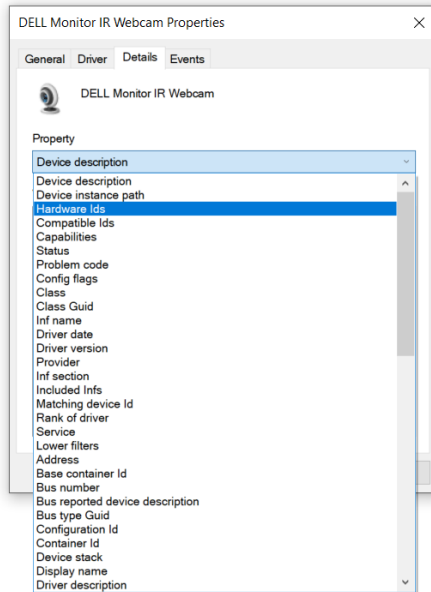 DELL Monitor IR Webcam Properties
General Driver Details Events
DELL Monitor IR Webcam
Property
Device description
Device description
Device instance path
Hardware Ids
Compatible Ids
Capabilities
Status
Problem code
Config flags
Class
Class Guid
Inf name
Driver date
Driver version
Provider
Inf section
Included Infs
Matching device Id
Rank of driver
Service
Lower filters
Address
Base container Id
Bus number
Bus reported device description
Bus type Guid
Configuration Id
Container Id
Device stack
Display name
Driver description